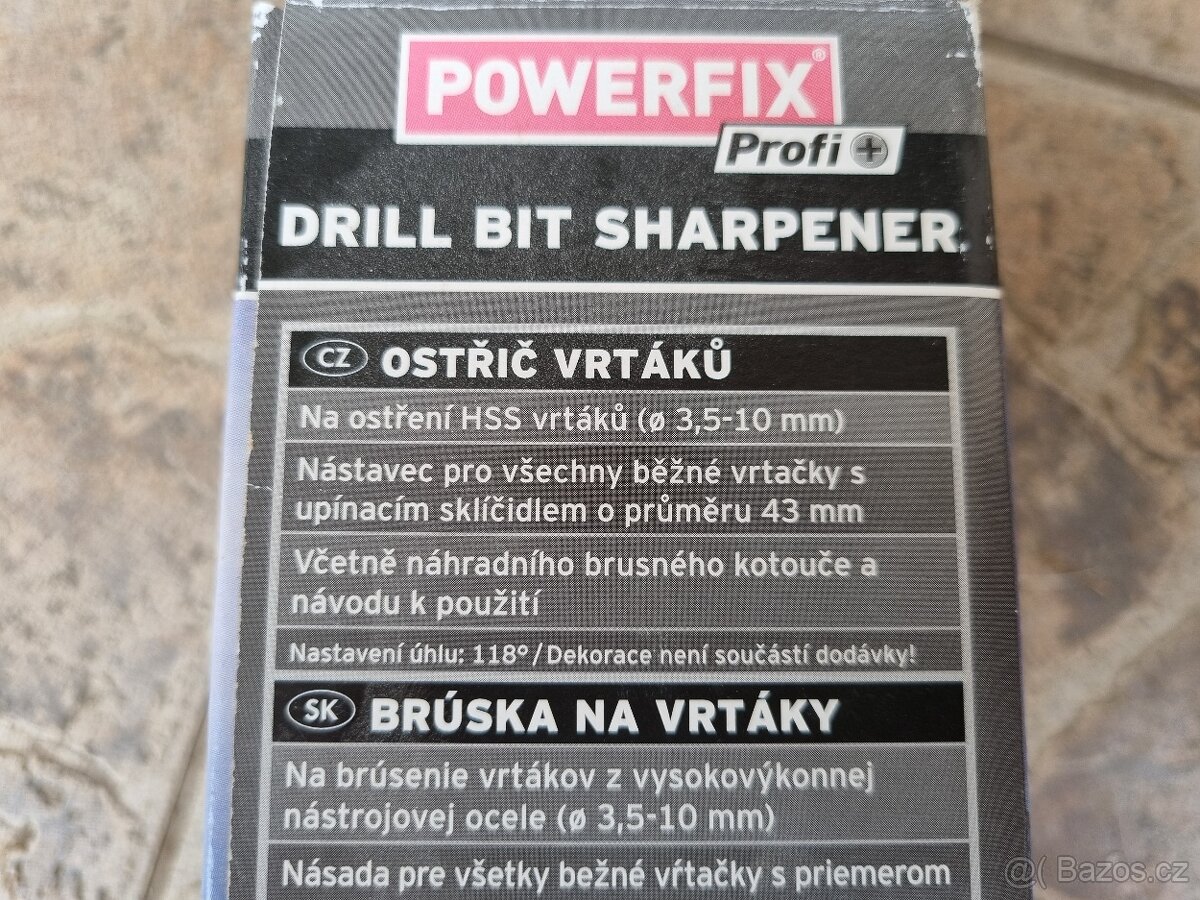 POWERFIX®
Profi+
DRILL BIT SHARPENER
CZ OSTŘIČ VRTÁKŮ
Na ostření HSS vrtáků (ø 3,5-10 mm)
Nástavec pro všechny běžné vrtačky s
upínacím sklíčidlem o průměru 43 mm
Včetně náhradního brusného kotouče a
návodu k použití
Nastavení úhlu: 118°/Dekorace není součástí dodávky!
SK BRÚSKA NA VRTÁKY
Na brúsenie vrtákov z vysokovýkonnej
nástrojovej ocele (ø 3,5-10 mm)
Násada pre všetky bežné vŕtačky s priemerom
@( Bazos.cz